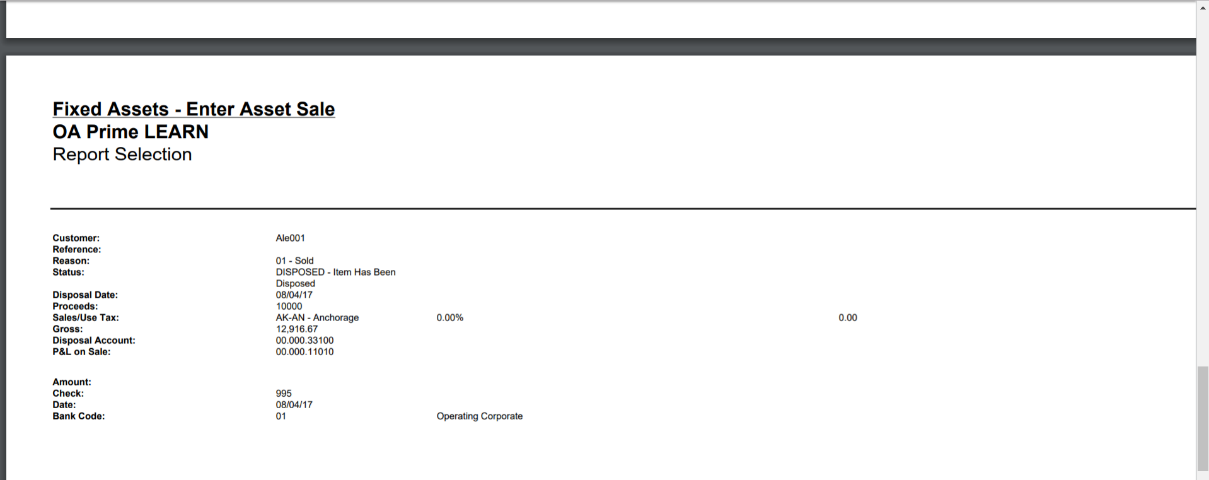 Fixed Assets - Enter Asset Sale
OA Prime LEARN
Report Selection
Customer: Ale001
Reference:
Reason: 01 - Sold
Status: DISPOSED - Item Has Been
Disposed
Disposal Date: 08/04/17
Proceeds: 10000
Sales/Use Tax: AK-AN - Anchorage 0.00% 0.00
Gross: 12,916.67
Disposal Account: 00.000.33100
P&L on Sale: 00.000.11010
Amount:
Check: 995
Date: 08/04/17
Bank Code: 01 Operating Corporate